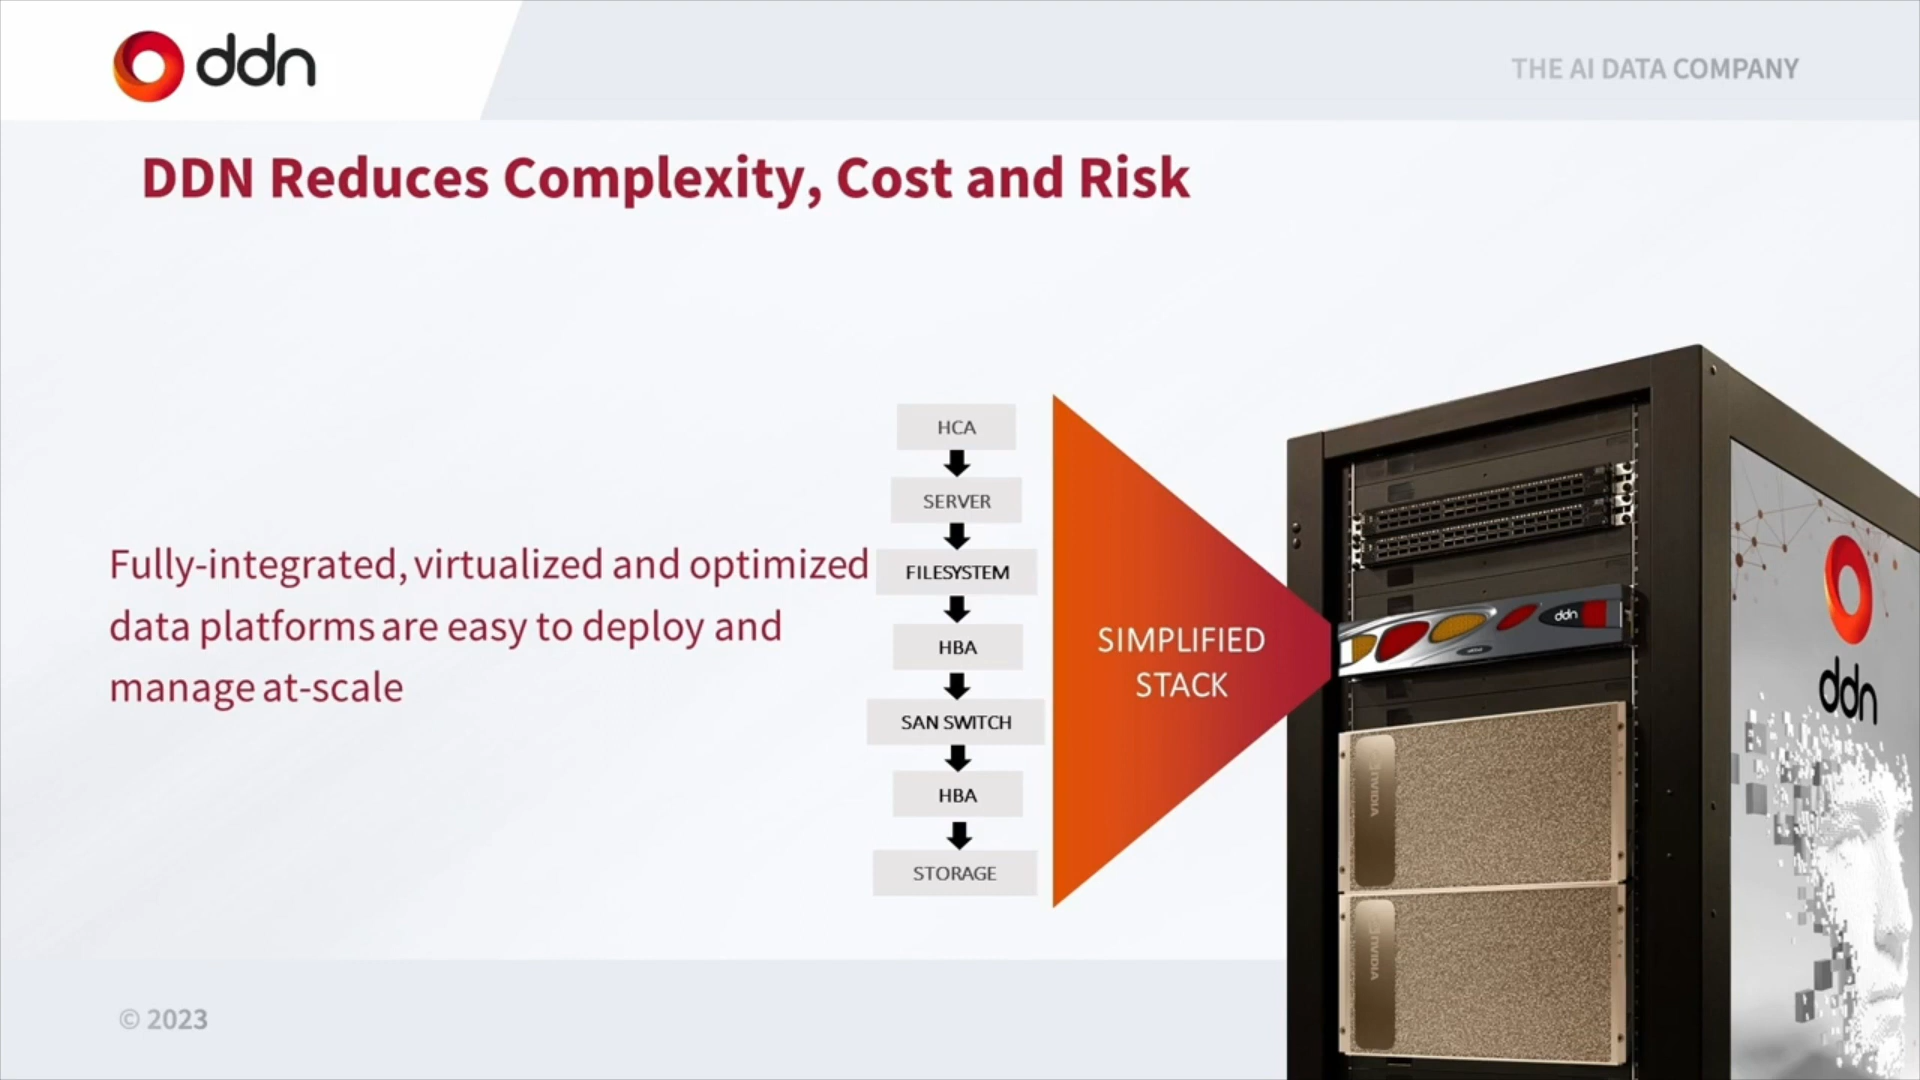 ddn
THE AI DATA COMPANY
DDN Reduces Complexity, Cost and Risk
Fully-integrated, virtualized and optimized
data platforms are easy to deploy and
manage at-scale
HCA
SERVER
FILESYSTEM
HBA
SAN SWITCH
HBA
STORAGE
SIMPLIFIED
STACK
ddn
ddn
NVIDIA
NVIDIA
© 2023